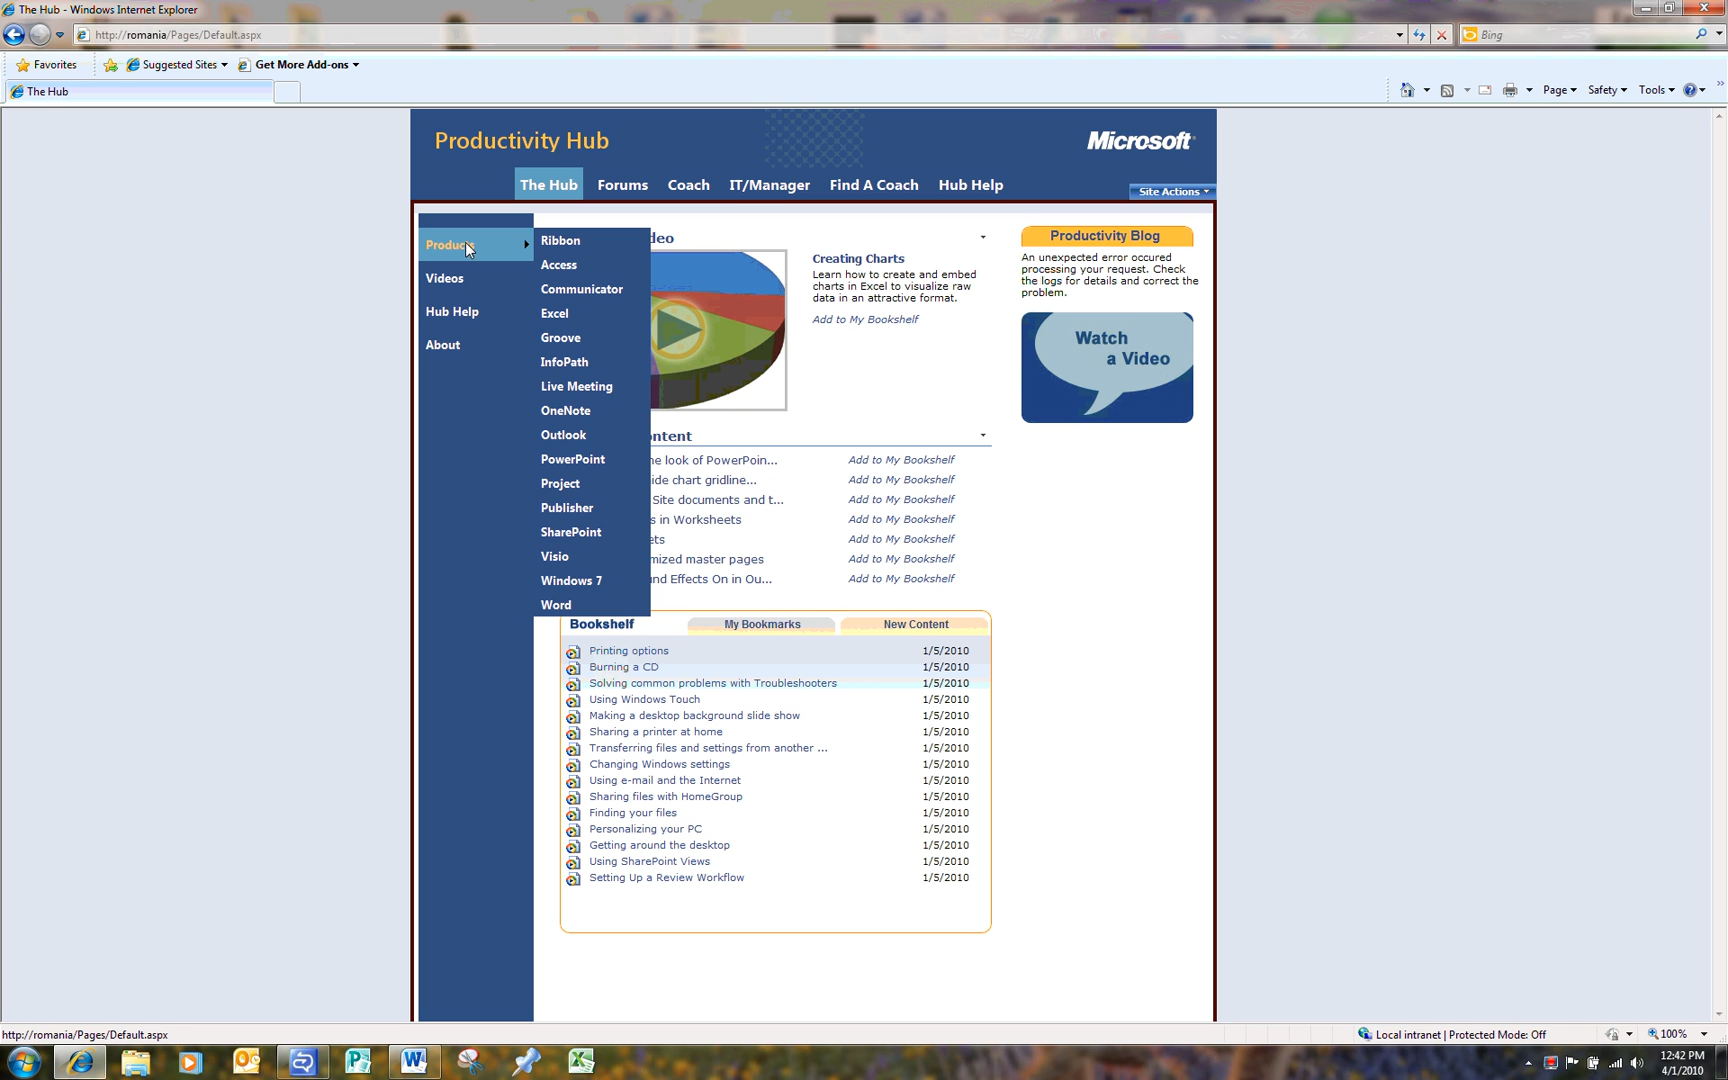 The Hub - Windows Internet Explorer
http://romania/Pages/Default.aspx
Bing
Favorites
Suggested Sites
Get More Add-ons
The Hub
Page
Safety
Tools
Productivity Hub
Microsoft
The Hub
Forums
Coach
IT/Manager
Find A Coach
Hub Help
Site Actions
Videos
Hub Help
About
Ribbon
Access
Communicator
Excel
Groove
InfoPath
Live Meeting
OneNote
Outlook
PowerPoint
Project
Publisher
SharePoint
Visio
Windows 7
Word
deo
Creating Charts
Learn how to create and embed
charts in Excel to visualize raw
data in an attractive format.
Add to My Bookshelf
ontent
he look of PowerPoin... Add to My Bookshelf
ide chart gridline... Add to My Bookshelf
Site documents and t... Add to My Bookshelf
s in Worksheets Add to My Bookshelf
ets Add to My Bookshelf
mized master pages Add to My Bookshelf
nd Effects On in Ou... Add to My Bookshelf
Bookshelf
My Bookmarks
New Content
Printing options 1/5/2010
Burning a CD 1/5/2010
Solving common problems with Troubleshooters 1/5/2010
Using Windows Touch 1/5/2010
Making a desktop background slide show 1/5/2010
Sharing a printer at home 1/5/2010
Transferring files and settings from another ... 1/5/2010
Changing Windows settings 1/5/2010
Using e-mail and the Internet 1/5/2010
Sharing files with HomeGroup 1/5/2010
Finding your files 1/5/2010
Personalizing your PC 1/5/2010
Getting around the desktop 1/5/2010
Using SharePoint Views 1/5/2010
Setting Up a Review Workflow 1/5/2010
Productivity Blog
An unexpected error occured
processing your request. Check
the logs for details and correct the
problem.
Watch
a Video
http://romania/Pages/Default.aspx
Local intranet | Protected Mode: Off
100%
12:42 PM
4/1/2010